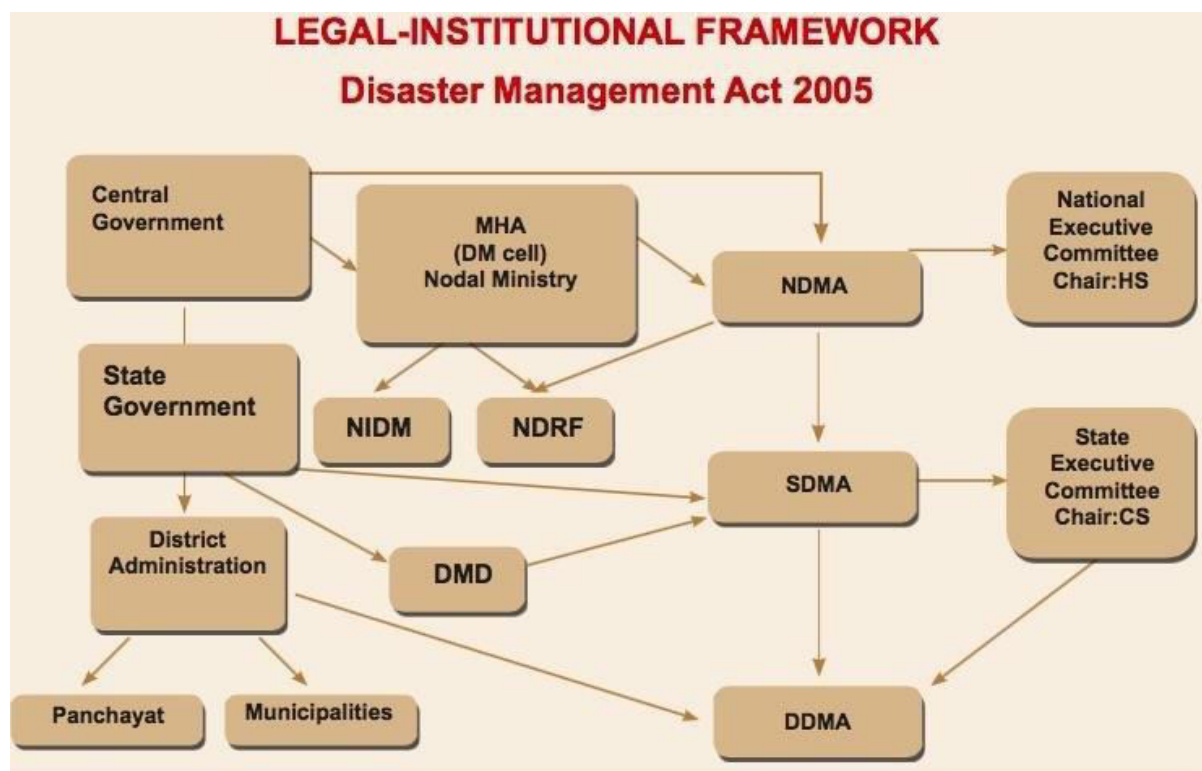 LEGAL-INSTITUTIONAL FRAMEWORK
Disaster Management Act 2005
Central
Government
MHA
(DM cell)
Nodal Ministry
NDMA
National
Executive
Committee
Chair:HS
State
Government
NIDM
NDRF
SDMA
State
Executive
Committee
Chair:CS
District
Administration
DMD
Panchayat
Municipalities
DDMA